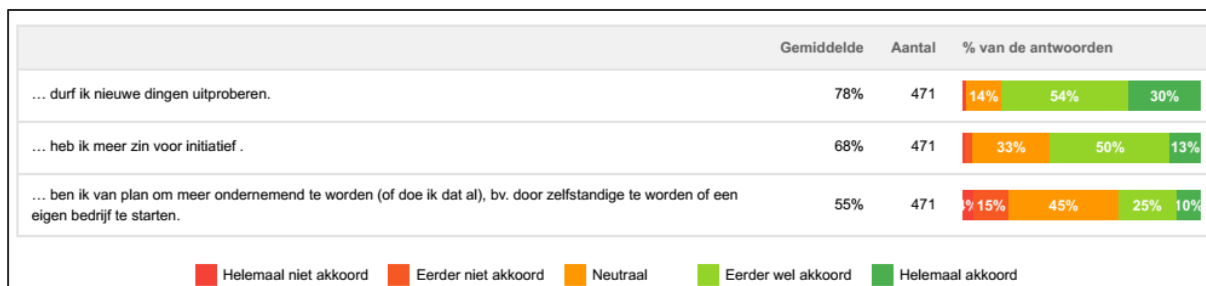 Gemiddelde Aantal % van de antwoorden
… durf ik nieuwe dingen uitproberen. 78% 471 14% 54% 30%
… heb ik meer zin voor initiatief . 68% 471 33% 50% 13%
… ben ik van plan om meer ondernemend te worden (of doe ik dat al), bv. door zelfstandige te worden of een
eigen bedrijf te starten. 55% 471 15% 45% 25% 10%
Helemaal niet akkoord Eerder niet akkoord Neutraal Eerder wel akkoord Helemaal akkoord